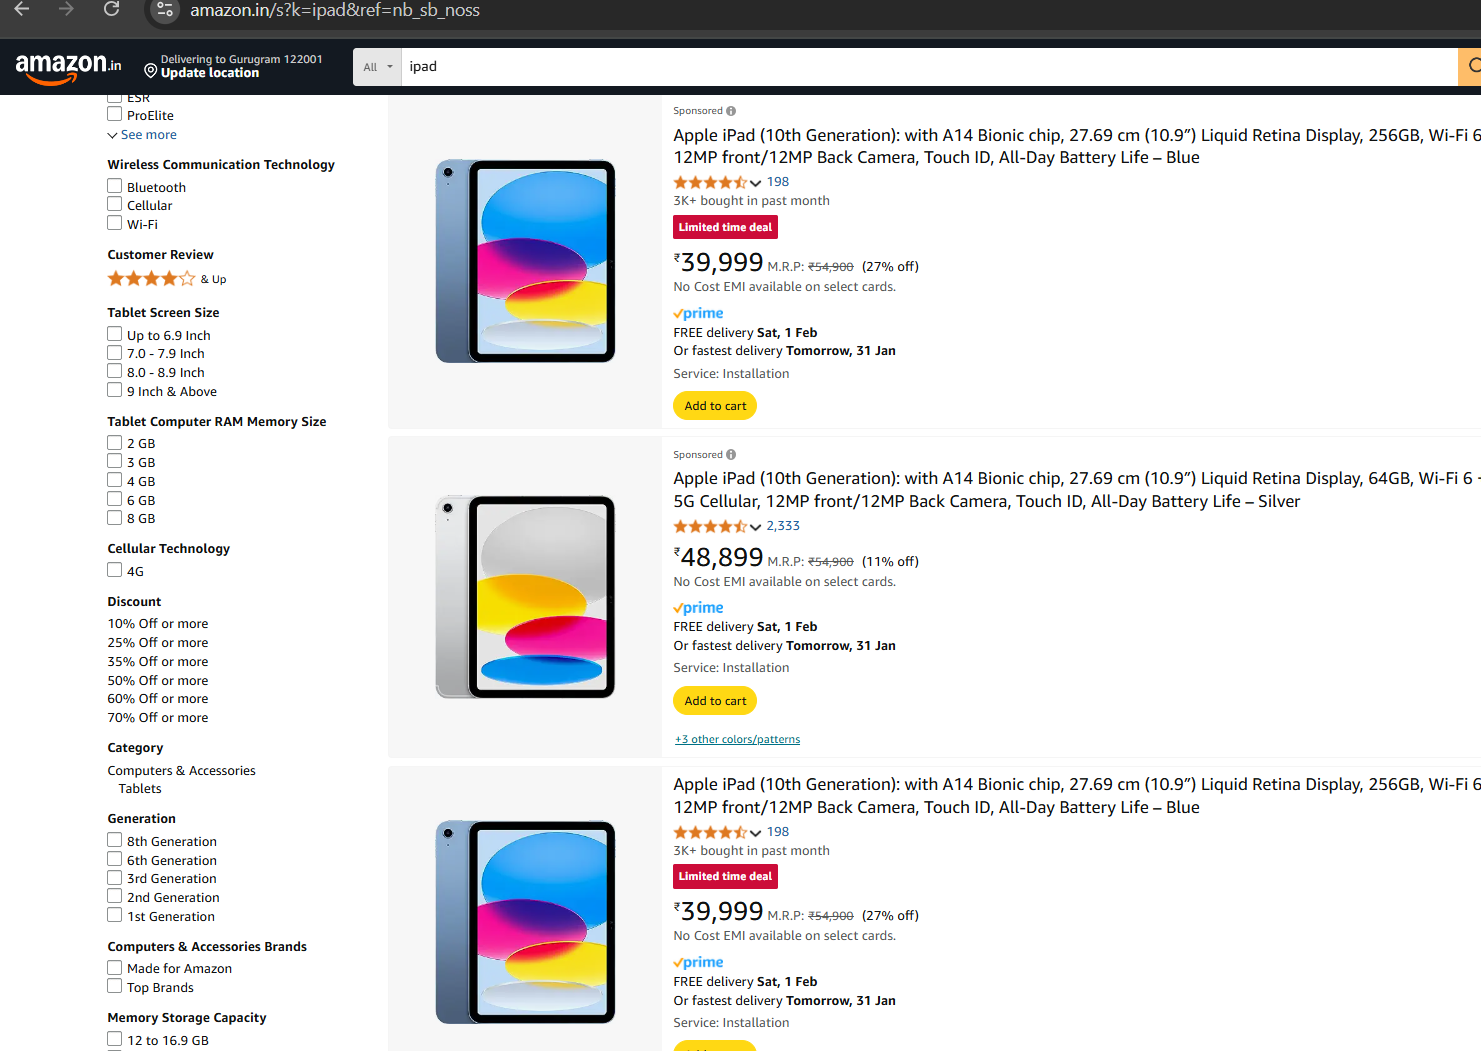 amazon.in/s?k=ipad&ref=nb_sb_noss
amazon.in
Delivering to Gurugram 122001
Update location
All
ipad
ESR
ProElite
See more
Wireless Communication Technology
Bluetooth
Cellular
Wi-Fi
Customer Review
& Up
Tablet Screen Size
Up to 6.9 Inch
7.0 - 7.9 Inch
8.0 - 8.9 Inch
9 Inch & Above
Tablet Computer RAM Memory Size
2 GB
3 GB
4 GB
6 GB
8 GB
Cellular Technology
4G
Discount
10% Off or more
25% Off or more
35% Off or more
50% Off or more
60% Off or more
70% Off or more
Category
Computers & Accessories
Tablets
Generation
8th Generation
6th Generation
3rd Generation
2nd Generation
1st Generation
Computers & Accessories Brands
Made for Amazon
Top Brands
Memory Storage Capacity
12 to 16.9 GB
Sponsored
Apple iPad (10th Generation): with A14 Bionic chip, 27.69 cm (10.9″) Liquid Retina Display, 256GB, Wi-Fi 6
12MP front/12MP Back Camera, Touch ID, All-Day Battery Life – Blue
198
3K+ bought in past month
Limited time deal
₹39,999 M.R.P: ₹54,900 (27% off)
No Cost EMI available on select cards.
prime
FREE delivery Sat, 1 Feb
Or fastest delivery Tomorrow, 31 Jan
Service: Installation
Add to cart
Sponsored
Apple iPad (10th Generation): with A14 Bionic chip, 27.69 cm (10.9″) Liquid Retina Display, 64GB, Wi-Fi 6
5G Cellular, 12MP front/12MP Back Camera, Touch ID, All-Day Battery Life – Silver
2,333
₹48,899 M.R.P: ₹54,900 (11% off)
No Cost EMI available on select cards.
prime
FREE delivery Sat, 1 Feb
Or fastest delivery Tomorrow, 31 Jan
Service: Installation
Add to cart
+3 other colors/patterns
Apple iPad (10th Generation): with A14 Bionic chip, 27.69 cm (10.9″) Liquid Retina Display, 256GB, Wi-Fi 6
12MP front/12MP Back Camera, Touch ID, All-Day Battery Life – Blue
198
3K+ bought in past month
Limited time deal
₹39,999 M.R.P: ₹54,900 (27% off)
No Cost EMI available on select cards.
prime
FREE delivery Sat, 1 Feb
Or fastest delivery Tomorrow, 31 Jan
Service: Installation